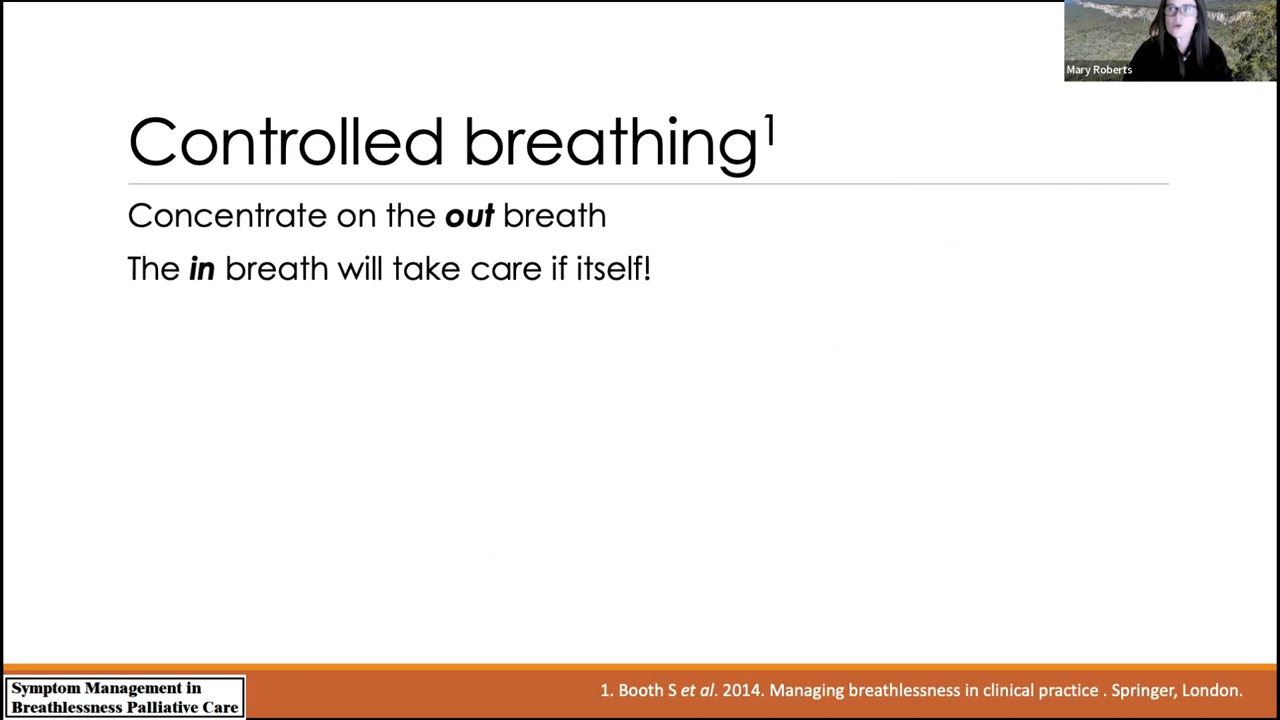 Mary Roberts
Controlled breathing¹
Concentrate on the out breath
The in breath will take care if itself!
Symptom Management in
Breathlessness Palliative Care
1. Booth S et al. 2014. Managing breathlessness in clinical practice . Springer, London.